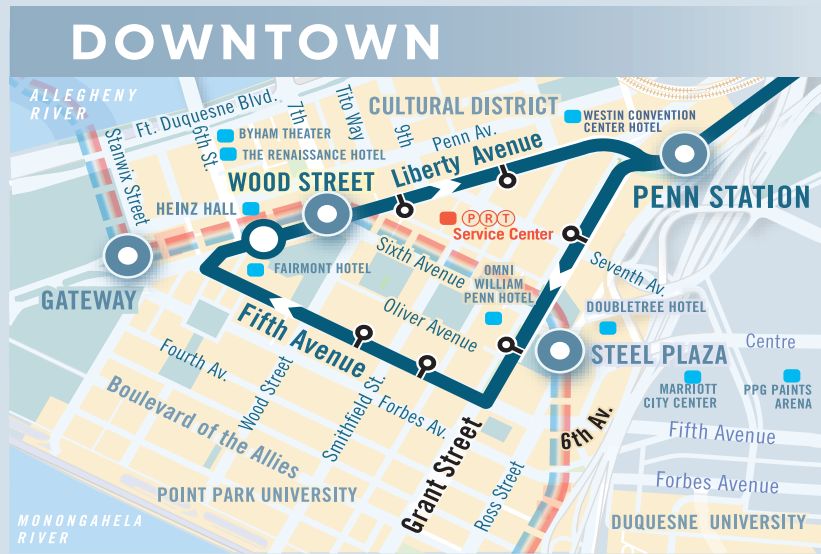 DOWNTOWN
ALLEGHENY
RIVER
Stanwix Street
Ft. Duquesne Blvd.
6th St.
7th
Tito Way
9th
CULTURAL DISTRICT
Penn Av.
BYHAM THEATER
THE RENAISSANCE HOTEL
WESTIN CONVENTION
CENTER HOTEL
Liberty Avenue
WOOD STREET
PENN STATION
HEINZ HALL
PRT
Service Center
Sixth Avenue
Seventh Av.
FAIRMONT HOTEL
OMNI
WILLIAM
PENN HOTEL
GATEWAY
DOUBLETREE HOTEL
Fifth Avenue
Oliver Avenue
STEEL PLAZA
Centre
Fourth Av.
Wood Street
Smithfield St.
Forbes Av.
MARRIOTT
CITY CENTER
PPG PAINTS
ARENA
Boulevard of the Allies
Grant Street
6th Av.
Fifth Avenue
Ross Street
Forbes Avenue
POINT PARK UNIVERSITY
MONONGAHELA
RIVER
DUQUESNE UNIVERSITY